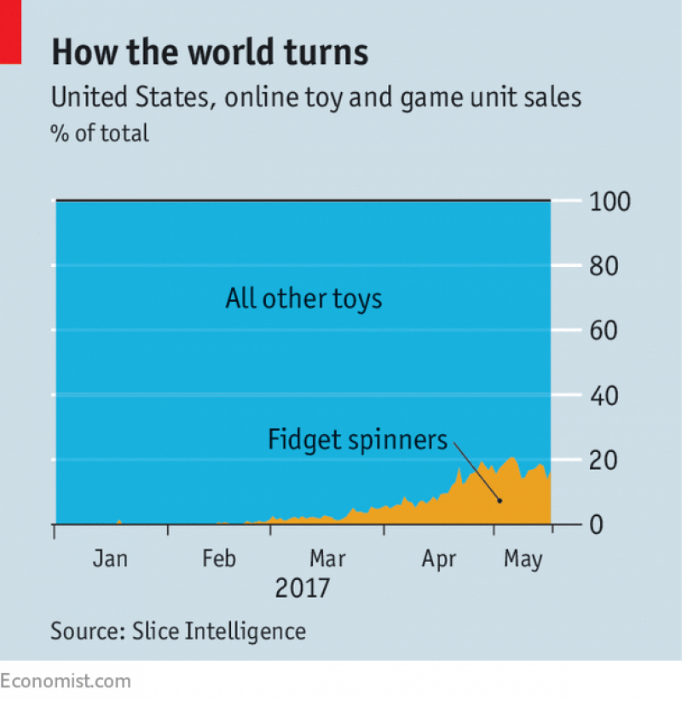 How the world turns
United States, online toy and game unit sales
% of total
100
All other toys
80
60
40
Fidget spinners
20
0
Jan Feb Mar Apr May
2017
Source: Slice Intelligence
Economist.com